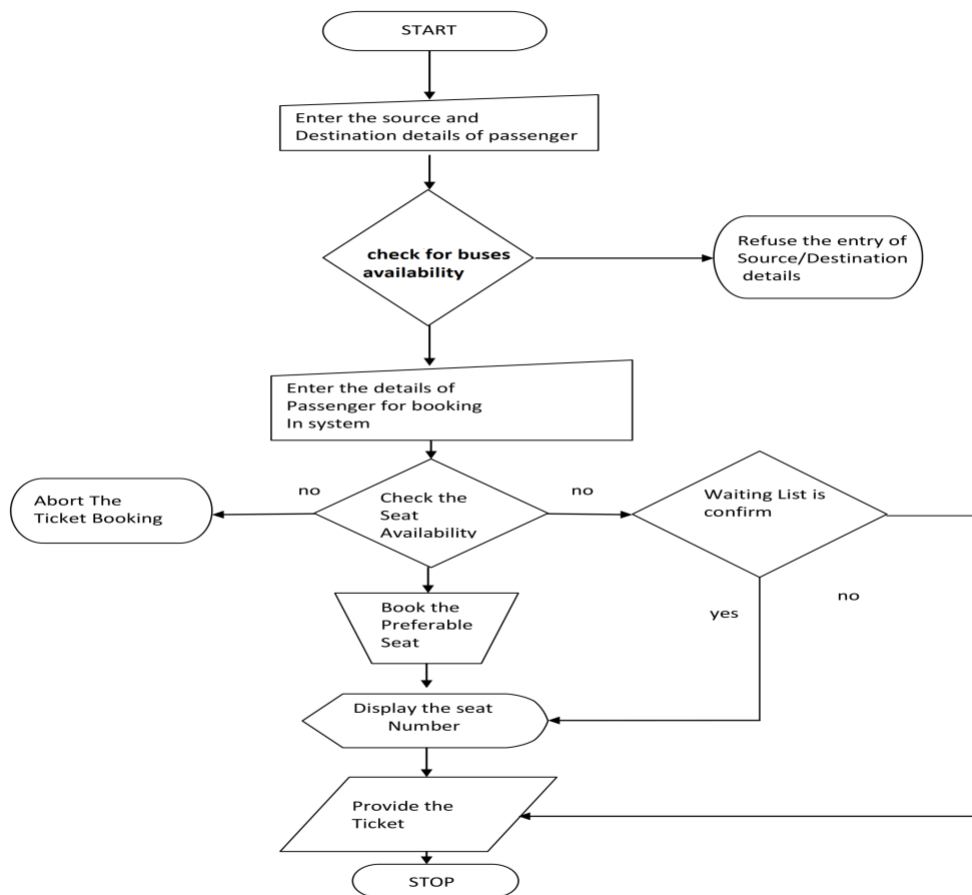 START
Enter the source and
Destination details of passenger
check for buses
availability
Refuse the entry of
Source/Destination
details
Enter the details of
Passenger for booking
In system
Abort The
Ticket Booking
no
Check the
Seat
Availability
no
Waiting List is
confirm
Book the
Preferable
Seat
yes
no
Display the seat
Number
Provide the
Ticket
STOP